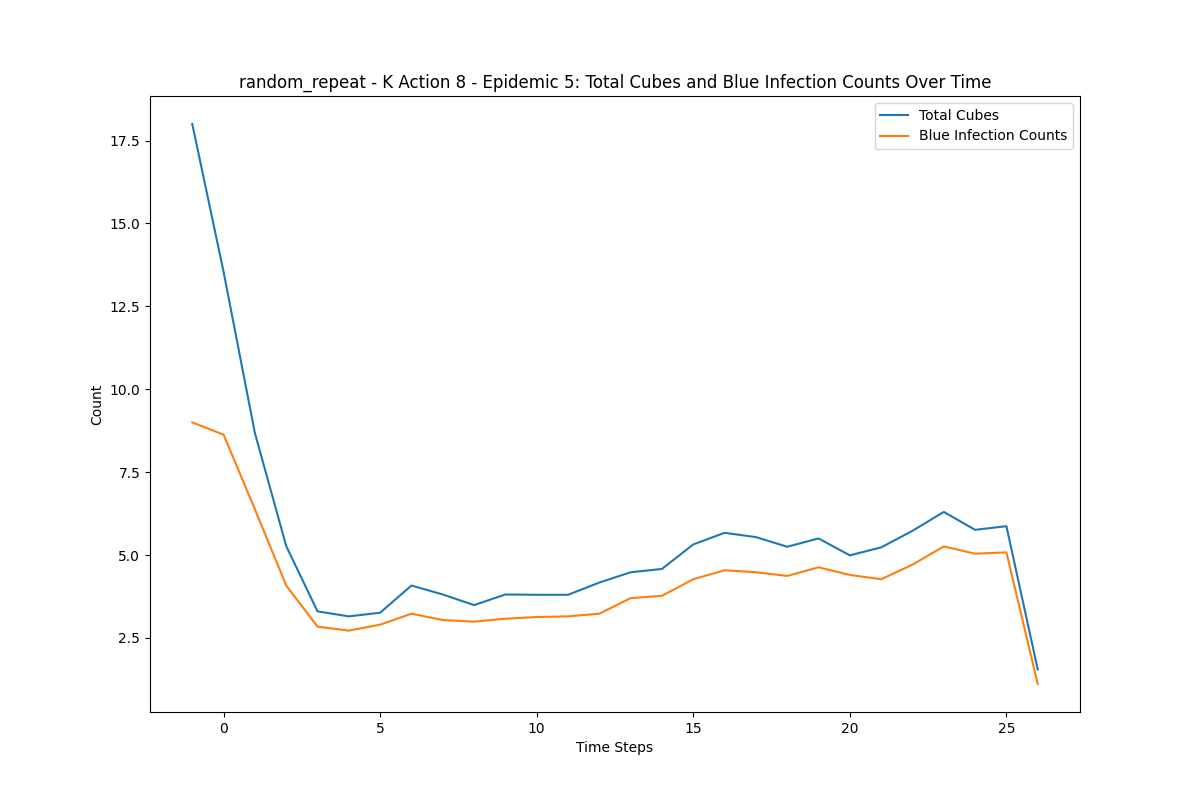 random_repeat - K Action 8 - Epidemic 5: Total Cubes and Blue Infection Counts Over Time
Total Cubes
Blue Infection Counts
17.5
15.0
12.5
10.0
7.5
5.0
2.5
Count
0 5 10 15 20 25
Time Steps